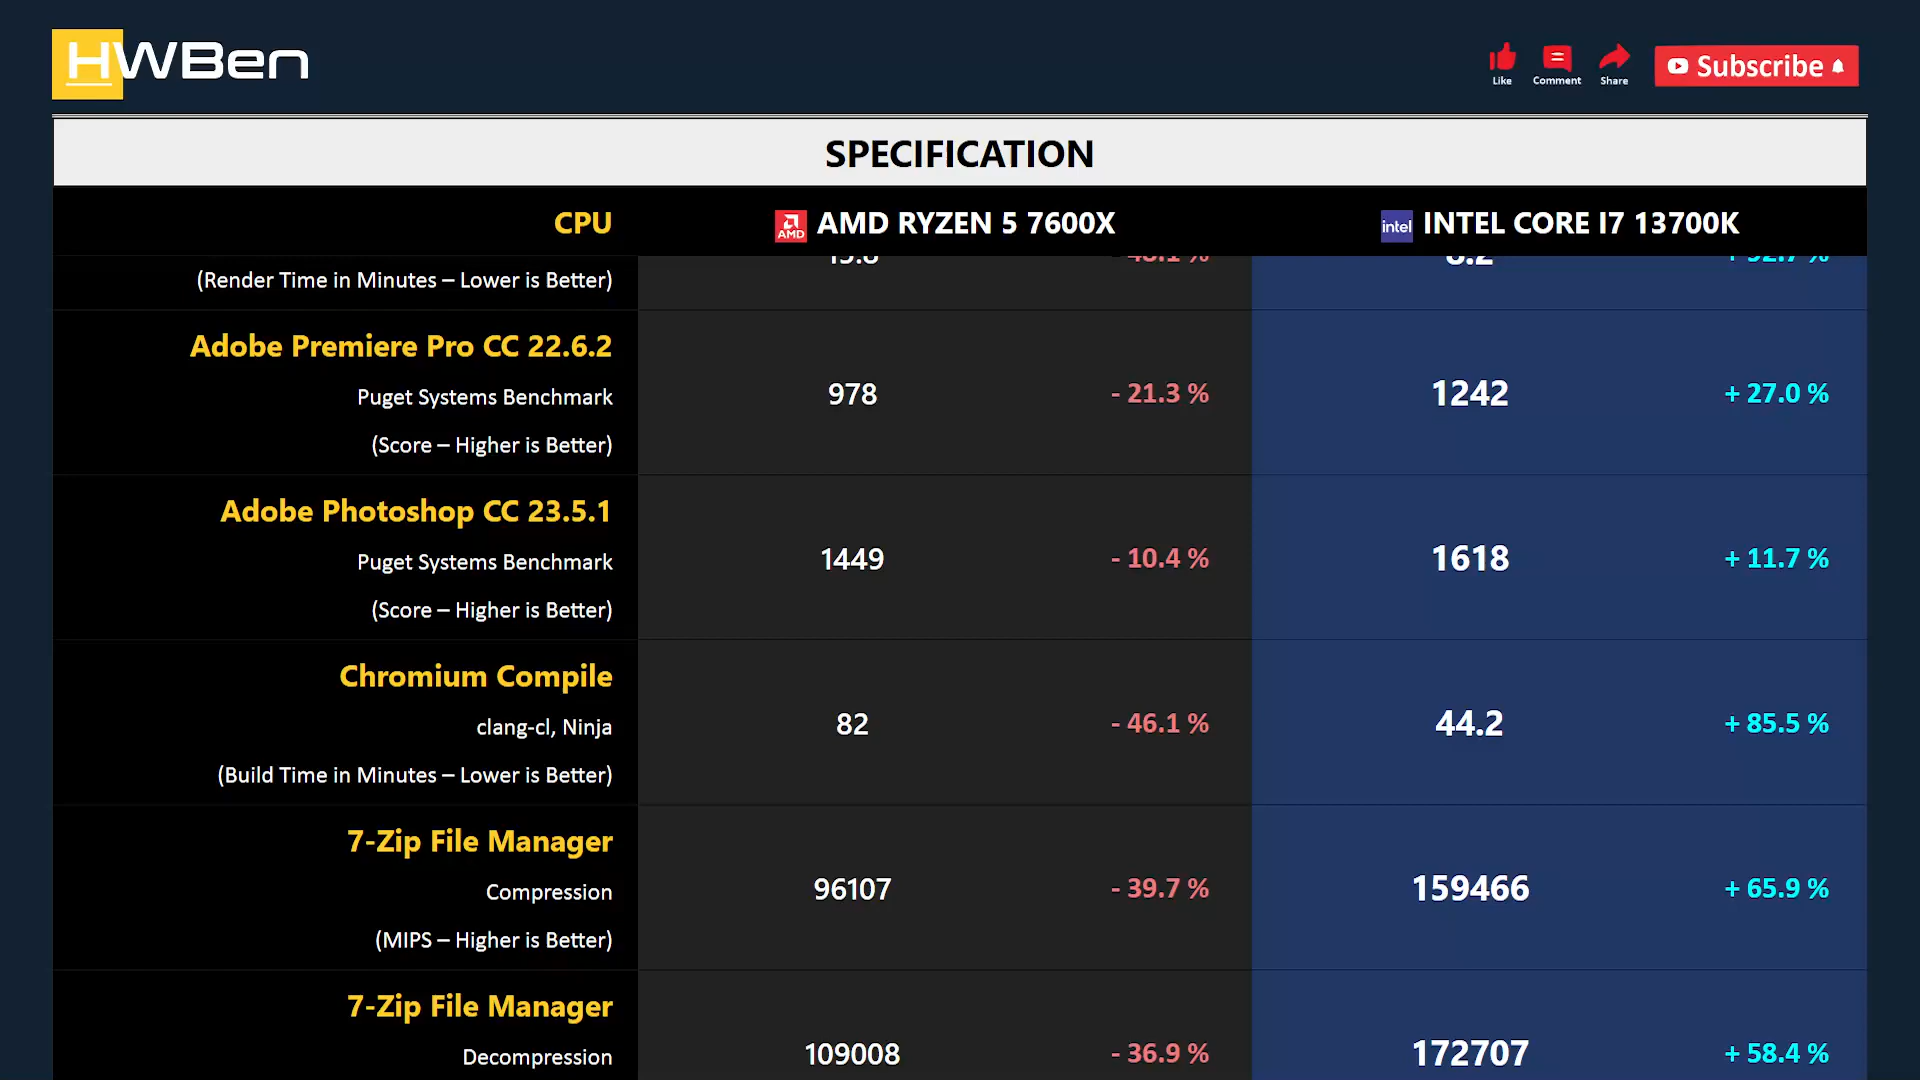 HWBen
Like
Comment
Share
Subscribe
SPECIFICATION
CPU
AMD
AMD RYZEN 5 7600X
intel
INTEL CORE I7 13700K
(Render Time in Minutes – Lower is Better)
Adobe Premiere Pro CC 22.6.2
Puget Systems Benchmark
(Score – Higher is Better)
978
- 21.3 %
1242
+ 27.0 %
Adobe Photoshop CC 23.5.1
Puget Systems Benchmark
(Score – Higher is Better)
1449
- 10.4 %
1618
+ 11.7 %
Chromium Compile
clang-cl, Ninja
(Build Time in Minutes – Lower is Better)
82
- 46.1 %
44.2
+ 85.5 %
7-Zip File Manager
Compression
(MIPS – Higher is Better)
96107
- 39.7 %
159466
+ 65.9 %
7-Zip File Manager
Decompression
109008
- 36.9 %
172707
+ 58.4 %